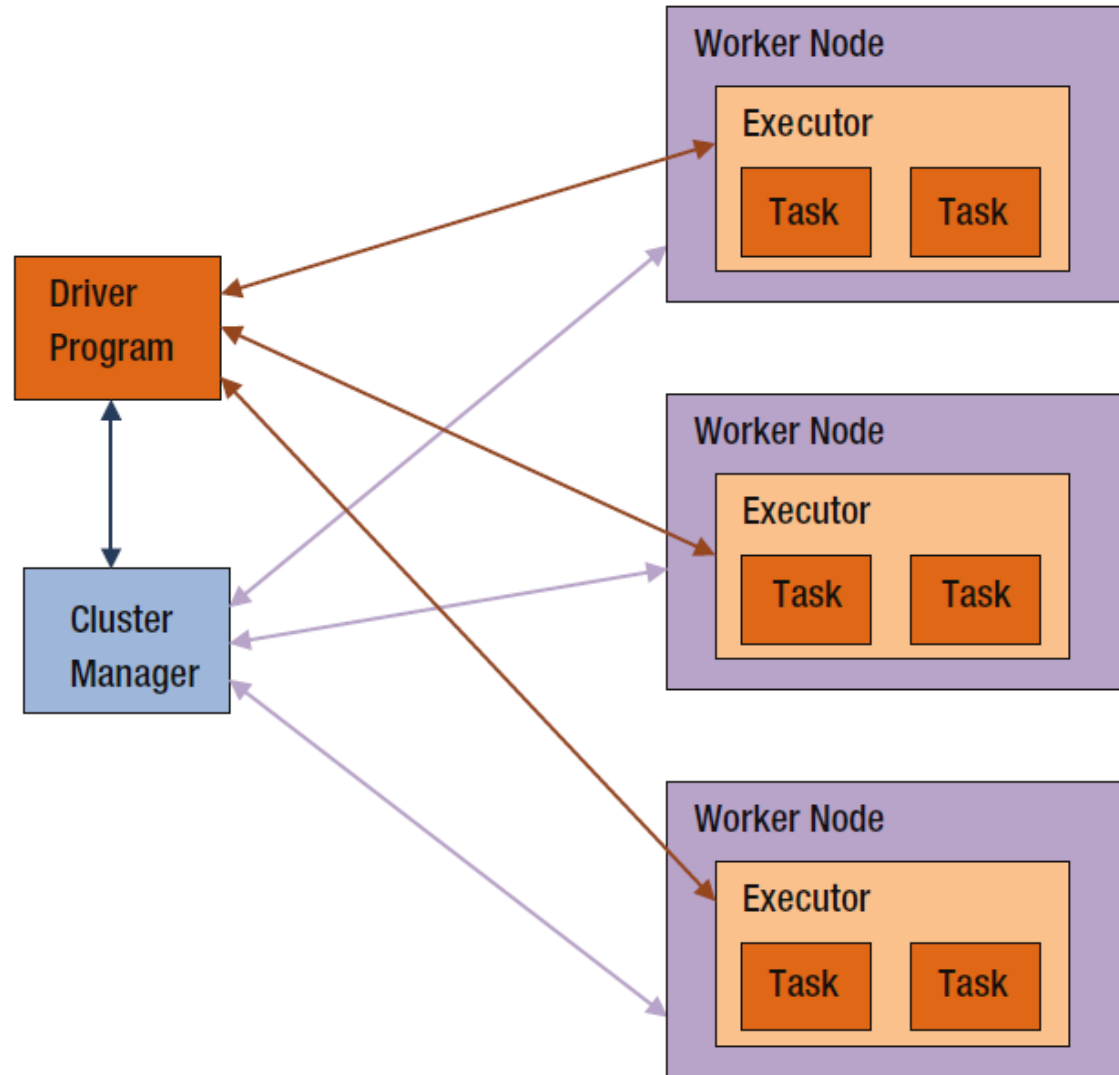 Worker Node
Executor
Task Task
Driver
Program
Worker Node
Executor
Task Task
Cluster
Manager
Worker Node
Executor
Task Task